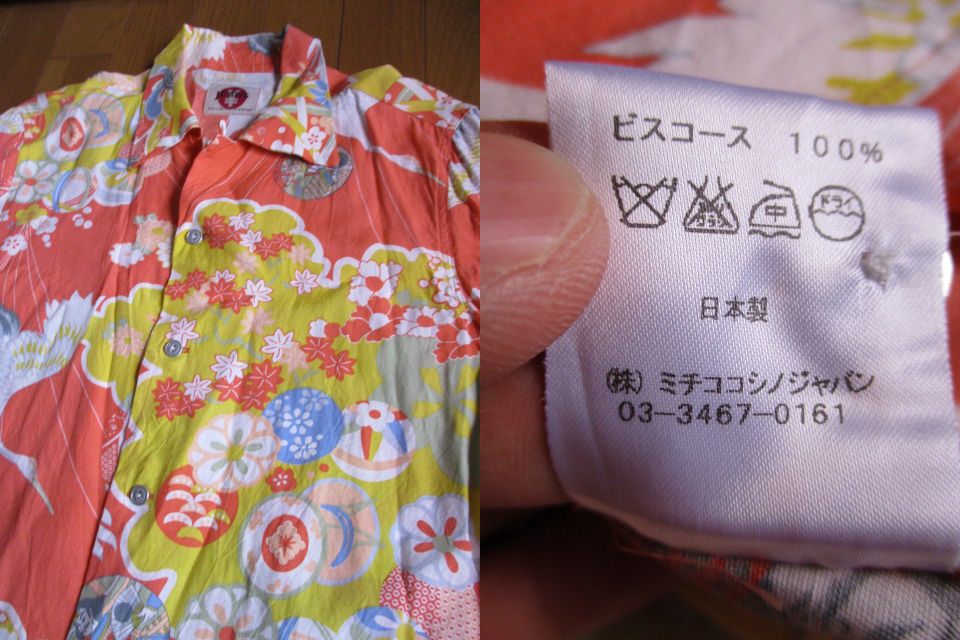 ビスコース 100%
中 ドライ
日本製
(株) ミチココシノジャパン
03-3467-0161